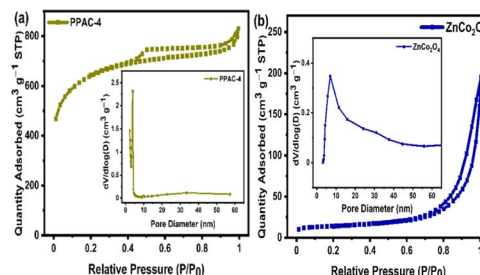 (a)
PPAC-4
Quantity Adsorbed (cm³ g⁻¹ STP)
800
600
400
200
0
0 0.2 0.4 0.6 0.8 1
Relative Pressure (P/P₀)
PPAC-4
dV/dlog(D) (cm³ g⁻¹)
2.5
2
1.5
1
0.5
0
0 10 20 30 40 50 60
Pore Diameter (nm)
(b)
ZnCo₂O
Quantity Adsorbed (cm³ g⁻¹ STP)
250
200
150
100
50
0
0 0.2 0.4 0.6 0.8 1
Relative Pressure (P/P₀)
ZnCo₂O₄
dV/dlog(D) (cm³ g⁻¹)
0.4
0.2
0.0
0 10 20 30 40 50 60
Pore Diameter (nm)